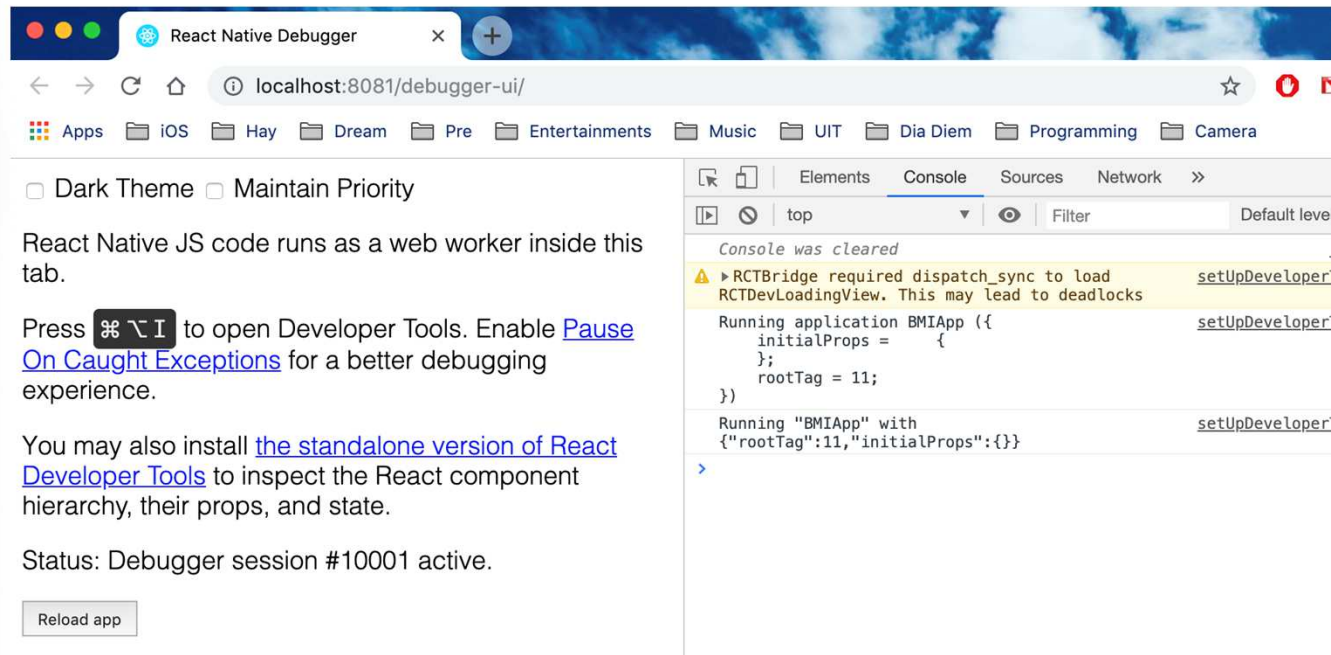 React Native Debugger
localhost:8081/debugger-ui/
Apps iOS Hay Dream Pre Entertainments Music UIT Dia Diem Programming Camera
Dark Theme Maintain Priority
React Native JS code runs as a web worker inside this
tab.
Press ⌘⌥I to open Developer Tools. Enable Pause
On Caught Exceptions for a better debugging
experience.
You may also install the standalone version of React
Developer Tools to inspect the React component
hierarchy, their props, and state.
Status: Debugger session #10001 active.
Reload app
Elements Console Sources Network »
top Filter Default leve
Console was cleared
RCTBridge required dispatch_sync to load setUpDeveloper
RCTDevLoadingView. This may lead to deadlocks
Running application BMIApp ({ setUpDeveloper
initialProps = {
};
rootTag = 11;
})
Running "BMIApp" with setUpDeveloper
{"rootTag":11,"initialProps":{}}
>